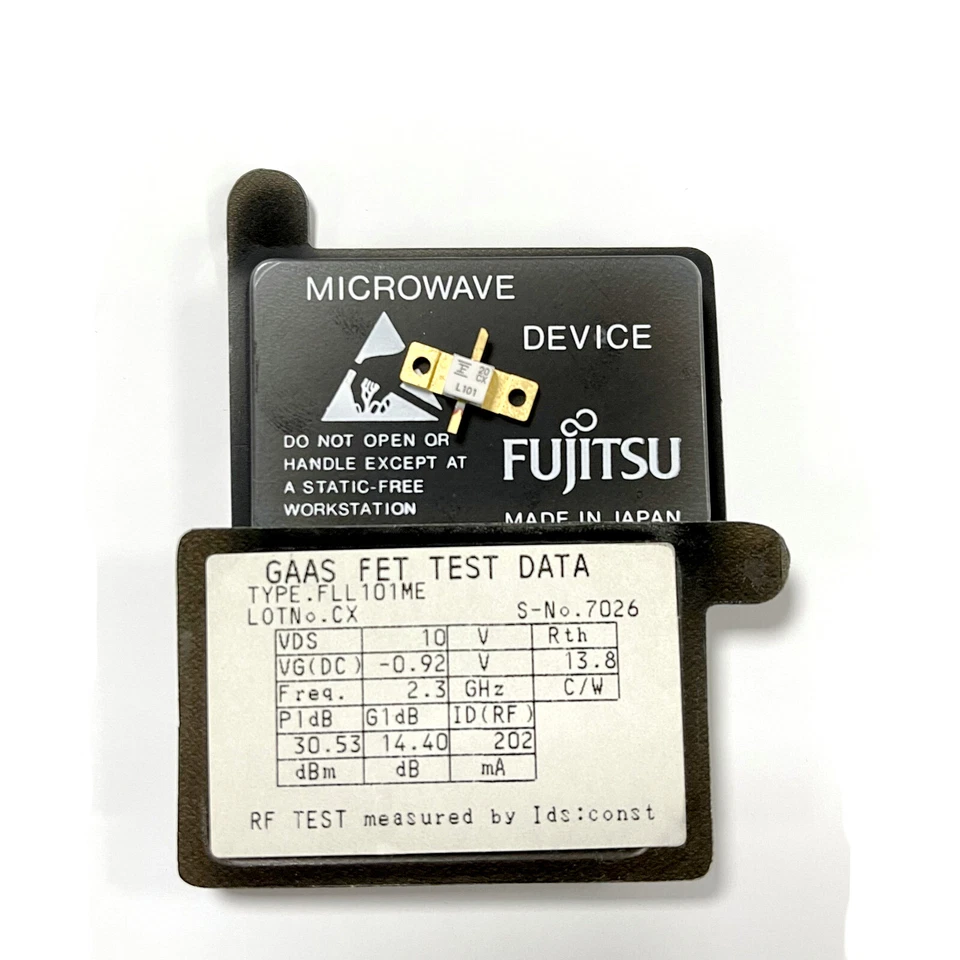 MICROWAVE
DEVICE
L101
DO NOT OPEN OR
HANDLE EXCEPT AT
A STATIC-FREE
WORKSTATION
FUJITSU
MADE IN JAPAN
GAAS FET TEST DATA
TYPE.FLL101ME
LOTNo.CX S-No.7026
VDS 10 V Rth
VG(DC) -0.92 V 13.8
Freq. 2.3 GHz C/W
P1dB G1dB ID(RF)
30.53 14.40 202
dBm dB mA
RF TEST measured by Ids:const